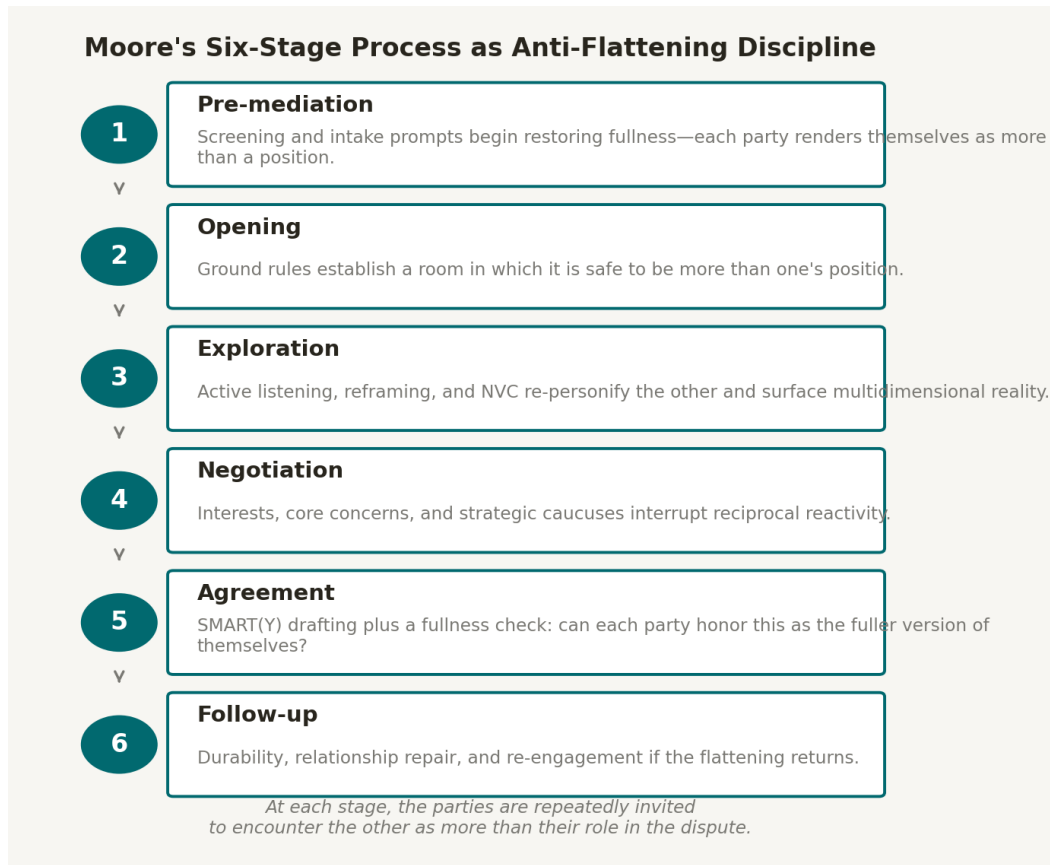 Moore's Six-Stage Process as Anti-Flattening Discipline
1
Pre-mediation
Screening and intake prompts begin restoring fullness—each party renders themselves as more
than a position.
2
Opening
Ground rules establish a room in which it is safe to be more than one's position.
3
Exploration
Active listening, reframing, and NVC re-personify the other and surface multidimensional reality.
4
Negotiation
Interests, core concerns, and strategic caucuses interrupt reciprocal reactivity.
5
Agreement
SMART(Y) drafting plus a fullness check: can each party honor this as the fuller version of
themselves?
6
Follow-up
Durability, relationship repair, and re-engagement if the flattening returns.
At each stage, the parties are repeatedly invited
to encounter the other as more than their role in the dispute.